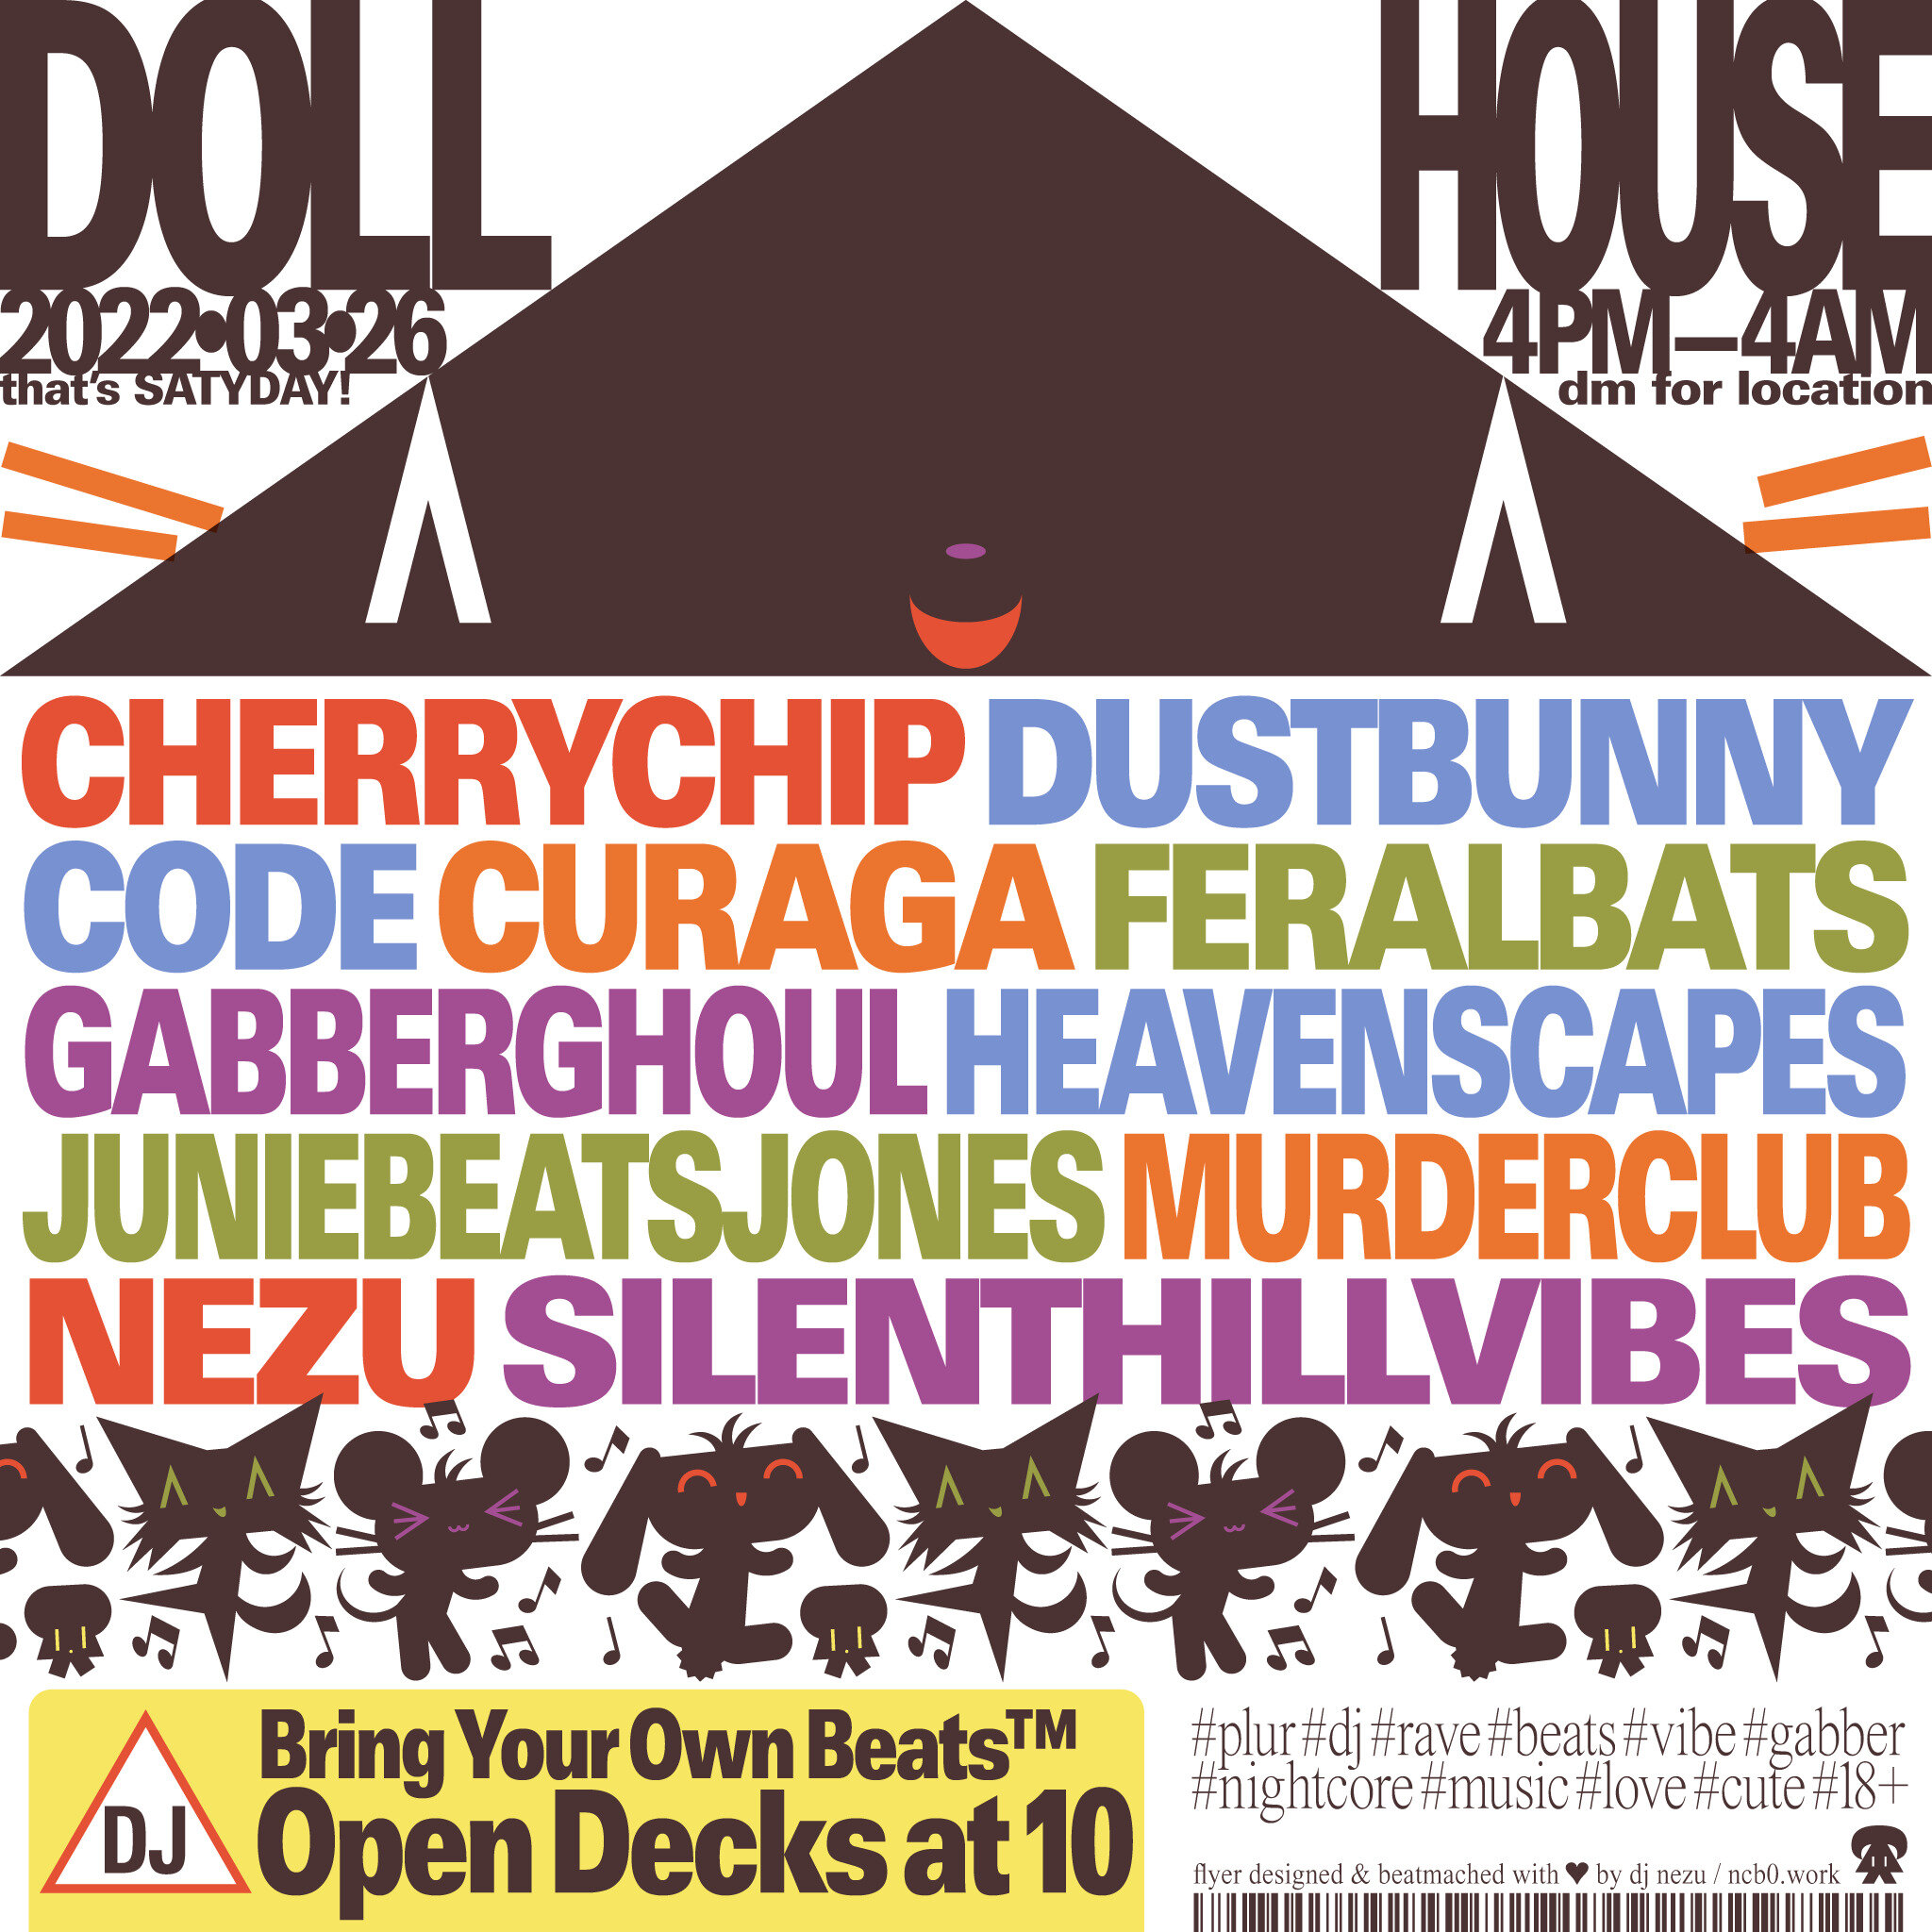 DOLL HOUSE
2022•03•26 4PM—4AM
that's SATYDAY! dm for location
CHERRYCHIP DUSTBUNNY
CODE CURAGA FERALBATS
GABBERGHOUL HEAVENSCAPES
JUNIEBEATSJONES MURDERCLUB
NEZU SILENTHILLVIBES
DJ
Bring Your Own Beats™
Open Decks at 10
#plur #dj #rave #beats #vibe #gabber
#nightcore #music #love #cute #18+
flyer designed & beatmached with ♥ by dj nezu / ncb0.work